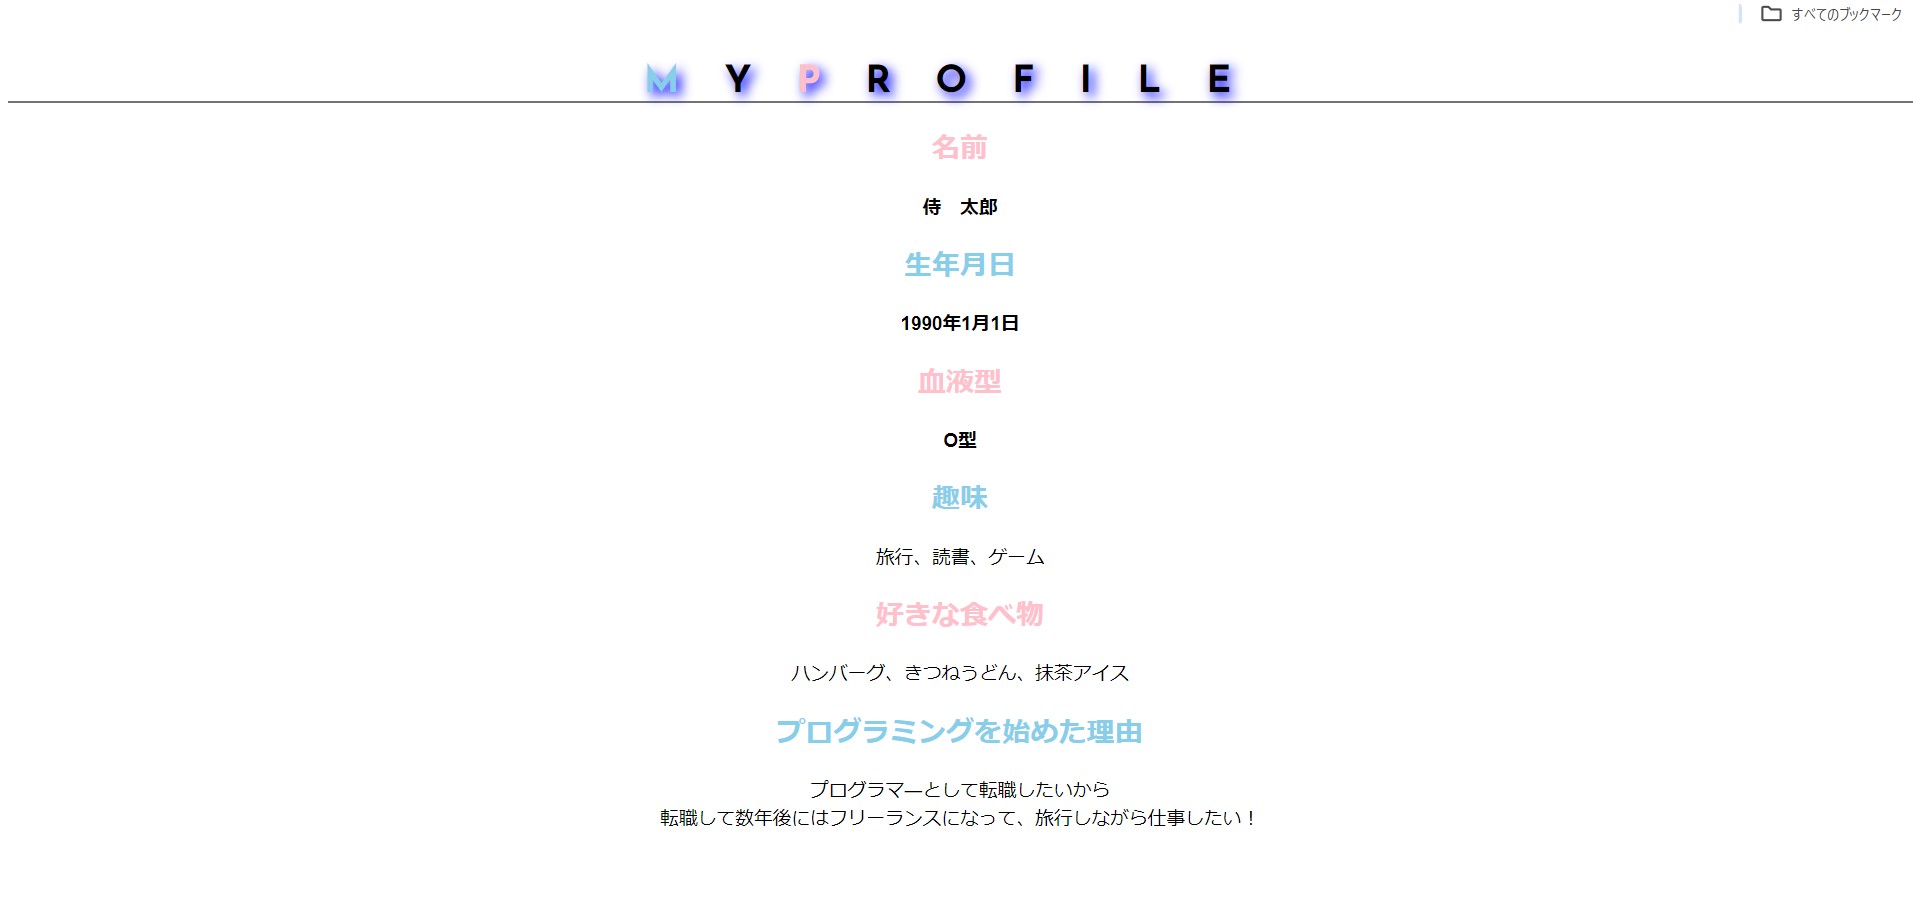 すべてのブックマーク
MYPROFILE
名前
侍　太郎
生年月日
1990年1月1日
血液型
O型
趣味
旅行、読書、ゲーム
好きな食べ物
ハンバーグ、きつねうどん、抹茶アイス
プログラミングを始めた理由
プログラマーとして転職したいから
転職して数年後にはフリーランスになって、旅行しながら仕事したい！